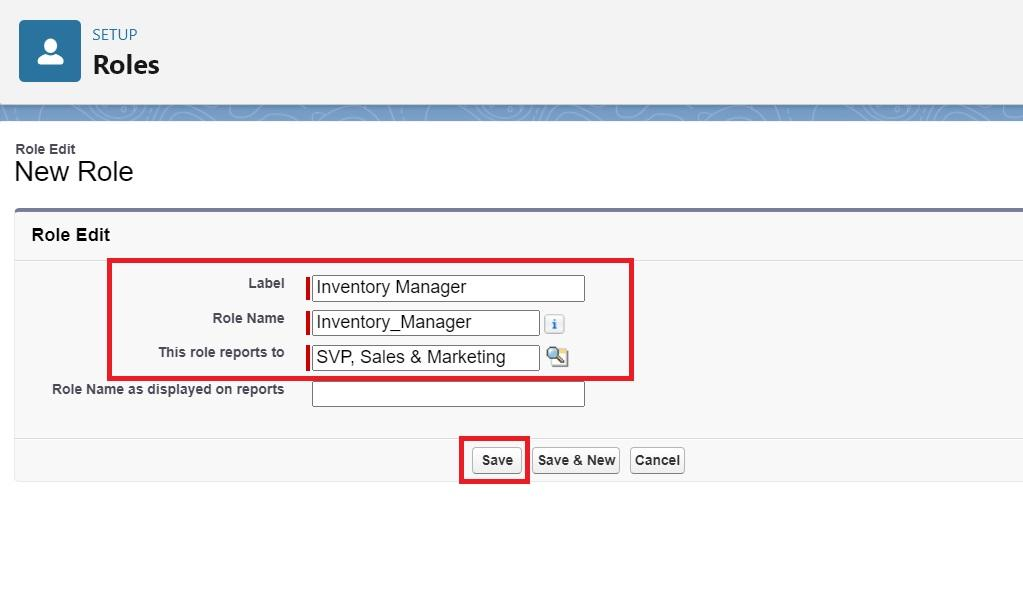 SETUP
Roles
Role Edit
New Role
Role Edit
Label Inventory Manager
Role Name Inventory_Manager i
This role reports to SVP, Sales & Marketing
Role Name as displayed on reports
Save Save & New Cancel